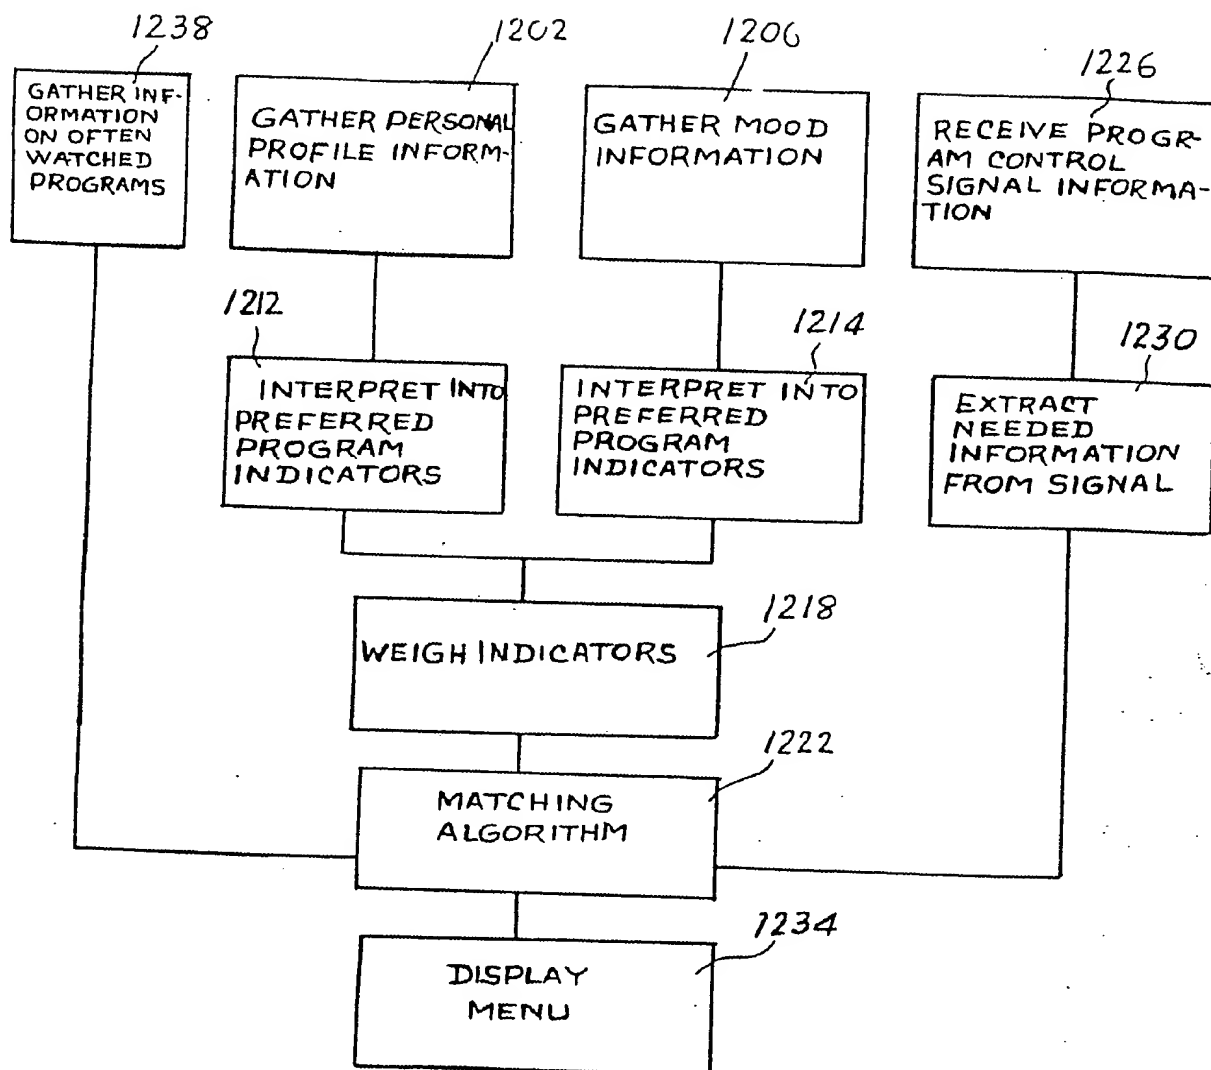 1238
1202
1206
1226
GATHER INF-
ORMATION
ON OFTEN
WATCHED
PROGRAMS
GATHER PERSONAL
PROFILE INFORM-
ATION
GATHER MOOD
INFORMATION
RECEIVE PROGR-
AM CONTROL
SIGNAL INFORMA-
TION
1212
1214
1230
INTERPRET INTO
PREFERRED
PROGRAM
INDICATORS
INTERPRET INTO
PREFERRED
PROGRAM
INDICATORS
EXTRACT
NEEDED
INFORMATION
FROM SIGNAL
1218
WEIGH INDICATORS
1222
MATCHING
ALGORITHM
1234
DISPLAY
MENU